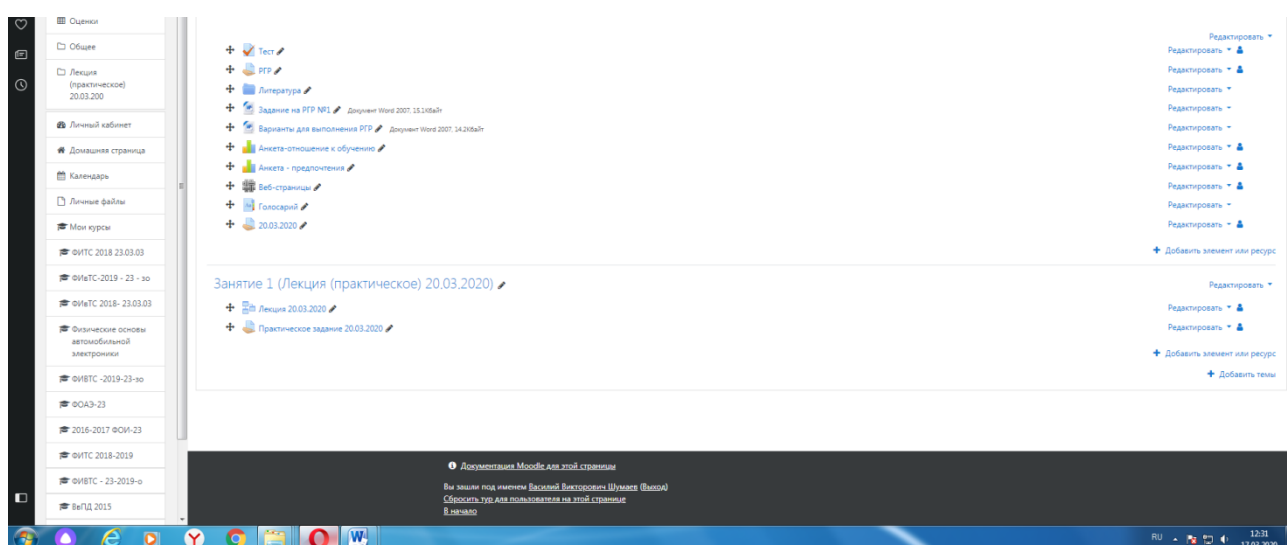 Оценки
Общее
Лекция
(практическое)
20.03.200
Личный кабинет
Домашняя страница
Календарь
Личные файлы
Мои курсы
ФИТС 2018 23.03.03
ФИвТС-2019 - 23 - зо
ФИвТС 2018- 23.03.03
Физические основы
автомобильной
электроники
ФИВТС -2019-23-зо
ФОАЭ-23
2016-2017 ФОИ-23
ФИТС 2018-2019
ФИВТС - 23-2019-о
ВвПД 2015
Редактировать
Тест Редактировать
РГР Редактировать
Литература Редактировать
Задание на РГР №1 Документ Word 2007, 15.1Кбайт Редактировать
Варианты для выполнения РГР Документ Word 2007, 14.2Кбайт Редактировать
Анкета-отношение к обучению Редактировать
Анкета - предпочтения Редактировать
Веб-страницы Редактировать
Голосарий Редактировать
20.03.2020 Редактировать
Добавить элемент или ресурс
Занятие 1 (Лекция (практическое) 20.03.2020) Редактировать
Лекция 20.03.2020 Редактировать
Практическое задание 20.03.2020 Редактировать
Добавить элемент или ресурс
Добавить темы
Документация Moodle для этой страницы
Вы зашли под именем Василий Викторович Шумаев (Выход)
Сбросить тур для пользователя на этой странице
В начало
RU 12:31
17.03.2020